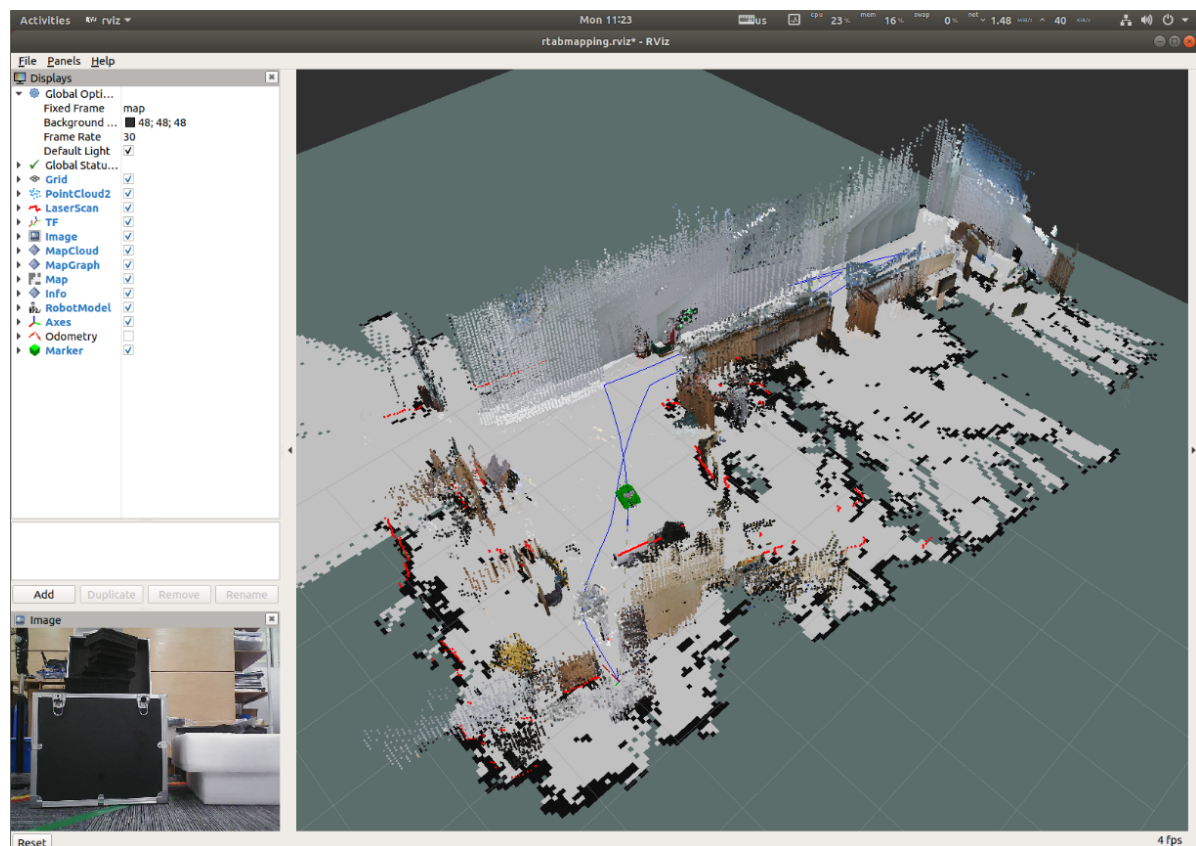 Activities rviz Mon 11:23 us cpu 23% mem 16% swap 0% net 1.48 40
rtabmapping.rviz* - RViz
File Panels Help
Displays
Global Opti...
Fixed Frame map
Background ... 48; 48; 48
Frame Rate 30
Default Light
Global Statu...
Grid
PointCloud2
LaserScan
TF
Image
MapCloud
MapGraph
Map
Info
RobotModel
Axes
Odometry
Marker
Add Duplicate Remove Rename
Image
Reset 4 fps